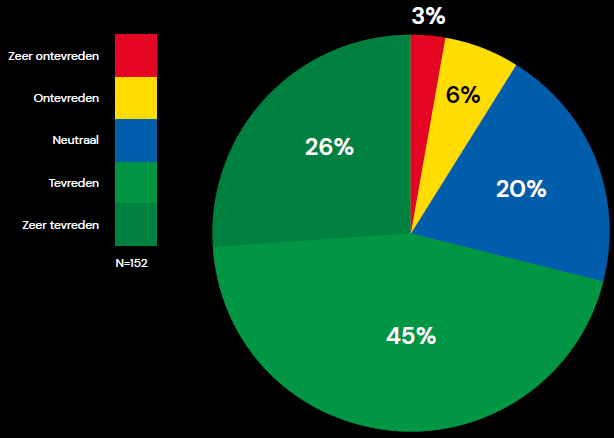 Zeer ontevreden
Ontevreden
Neutraal
Tevreden
Zeer tevreden
N=152
3%
6%
20%
45%
26%